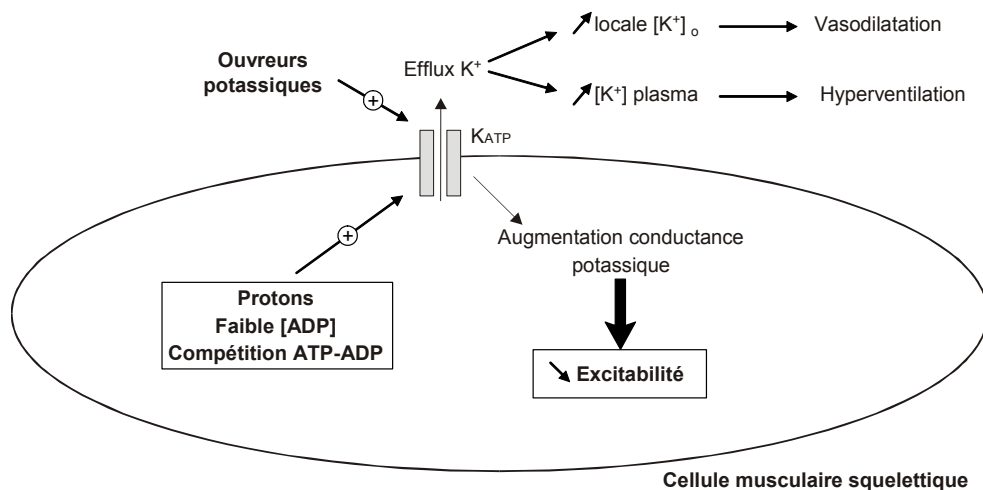 locale [K⁺]ₒ
Vasodilatation
Ouvreurs
potassiques
Efflux K⁺
[K⁺] plasma
Hyperventilation
+
KATP
+
Augmentation conductance
potassique
Protons
Faible [ADP]
Compétition ATP-ADP
Excitabilité
Cellule musculaire squelettique